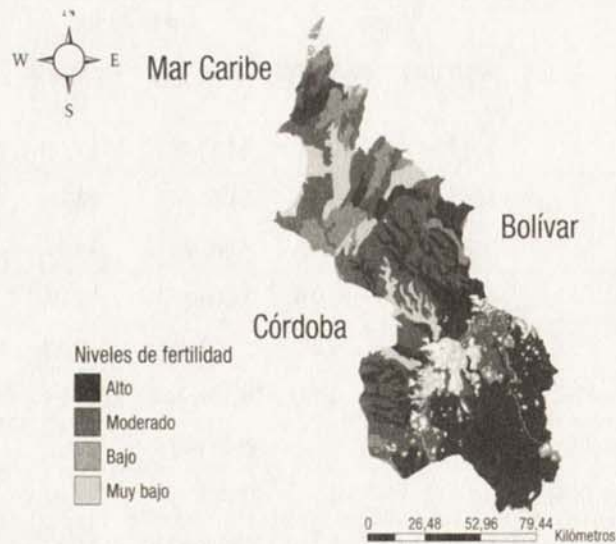 N
W E
S
Mar Caribe
Bolívar
Córdoba
Niveles de fertilidad
Alto
Moderado
Bajo
Muy bajo
0 26,48 52,96 79,44
Kilómetros